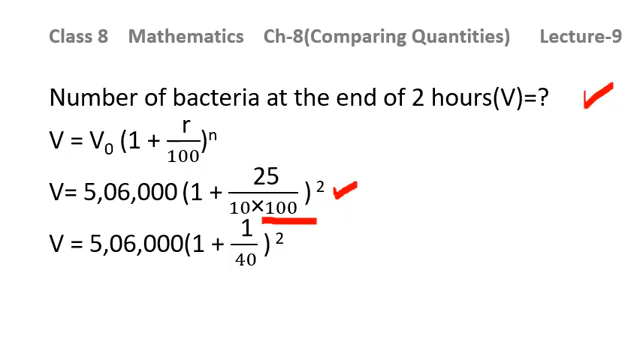 Class 8 Mathematics Ch-8(Comparing Quantities) Lecture-9
Number of bacteria at the end of 2 hours(V)=?
V = V₀ (1 + r/100)ⁿ
V= 5,06,000 (1 + 25/(10×100) )²
V = 5,06,000(1 + 1/40 )²